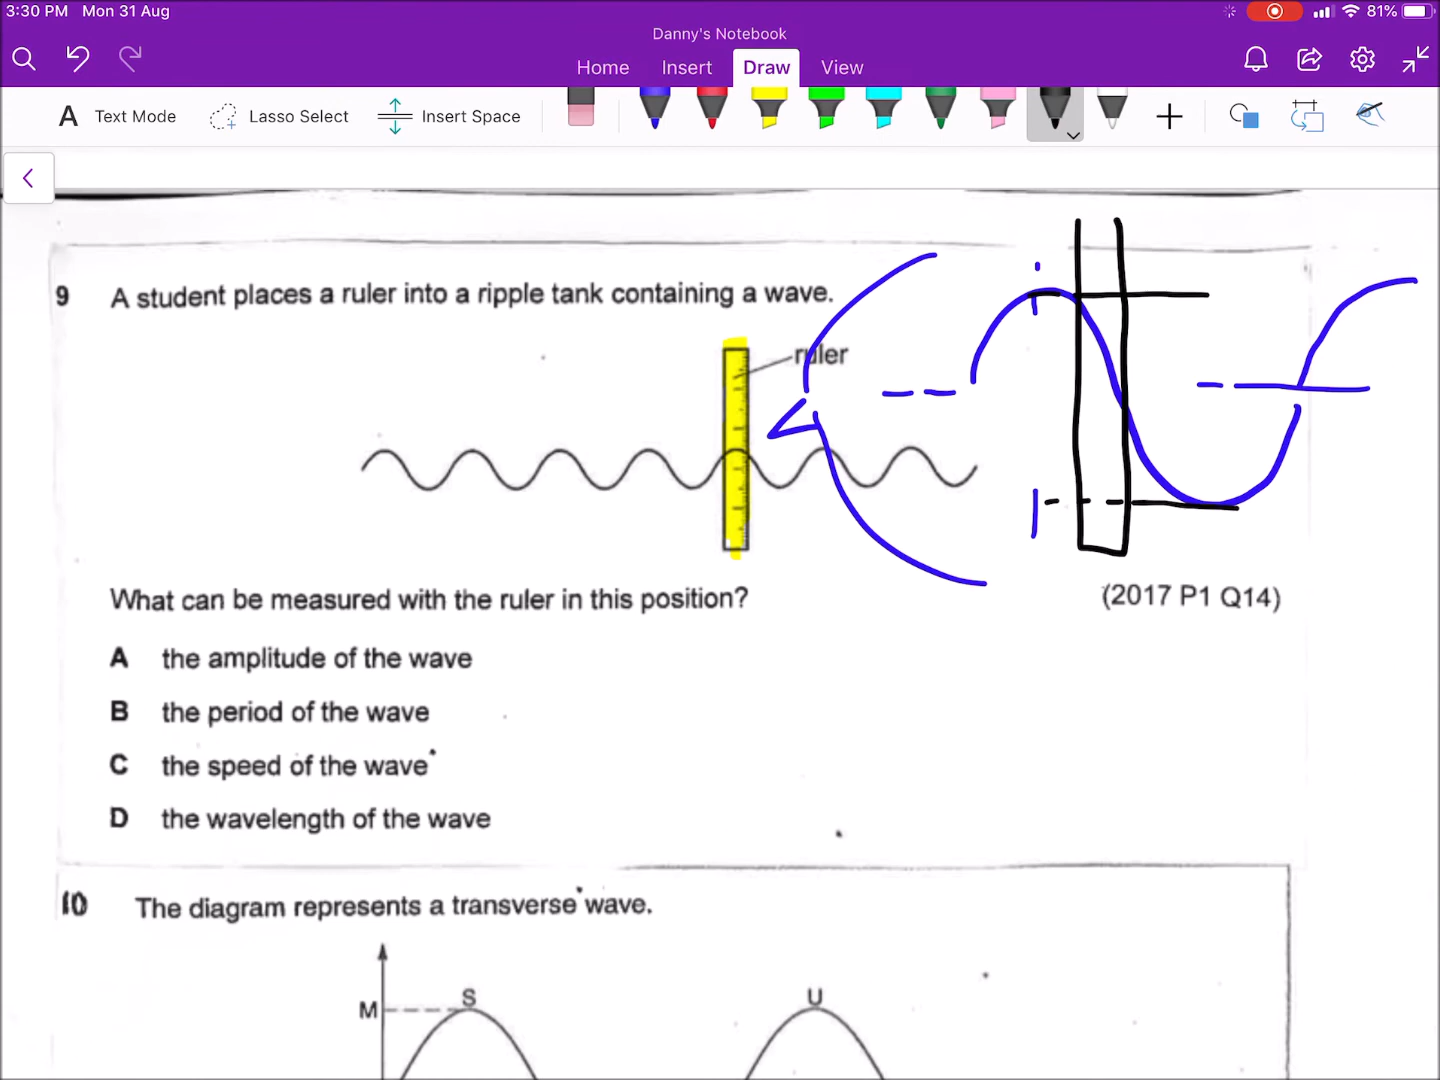 3:30 PM Mon 31 Aug
81%
Danny's Notebook
Home Insert Draw View
A Text Mode Lasso Select Insert Space
9 A student places a ruler into a ripple tank containing a wave.
ruler
What can be measured with the ruler in this position?
(2017 P1 Q14)
A the amplitude of the wave
B the period of the wave
C the speed of the wave
D the wavelength of the wave
10 The diagram represents a transverse wave.
M S U